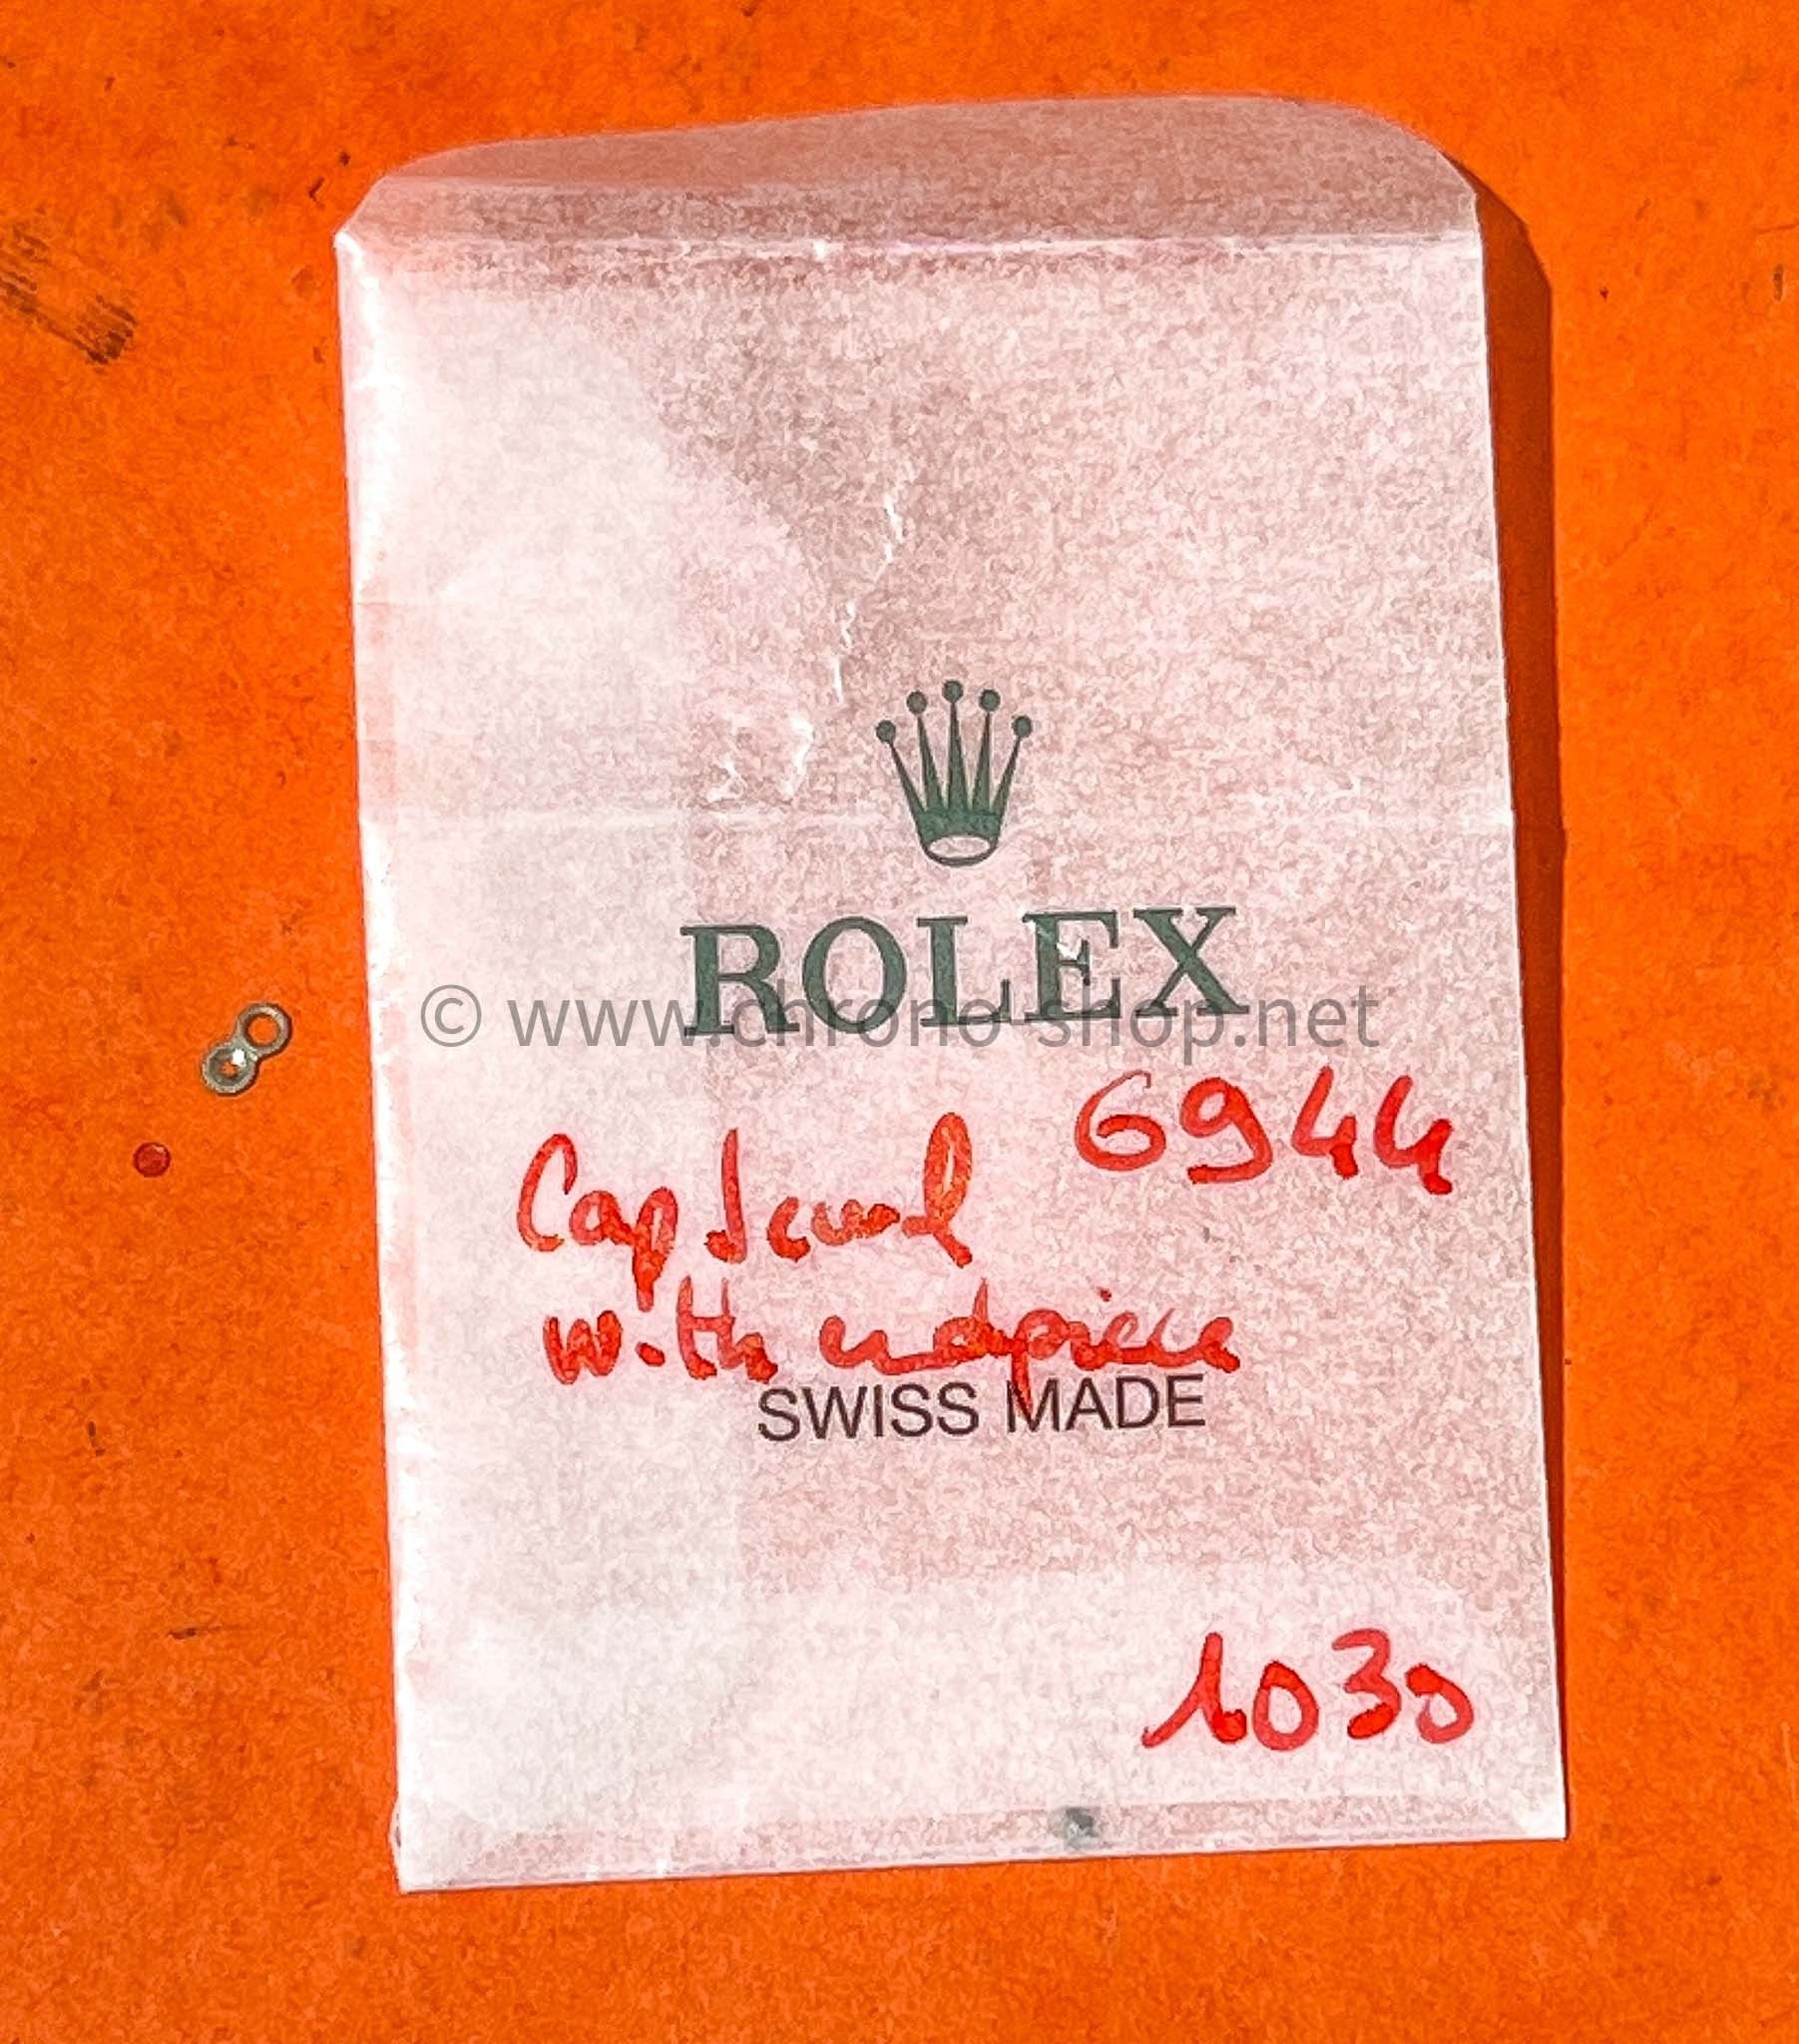 ROLEX
© www.chrono-shop.net
6944
Cap Jewel
with endpiece
SWISS MADE
1030